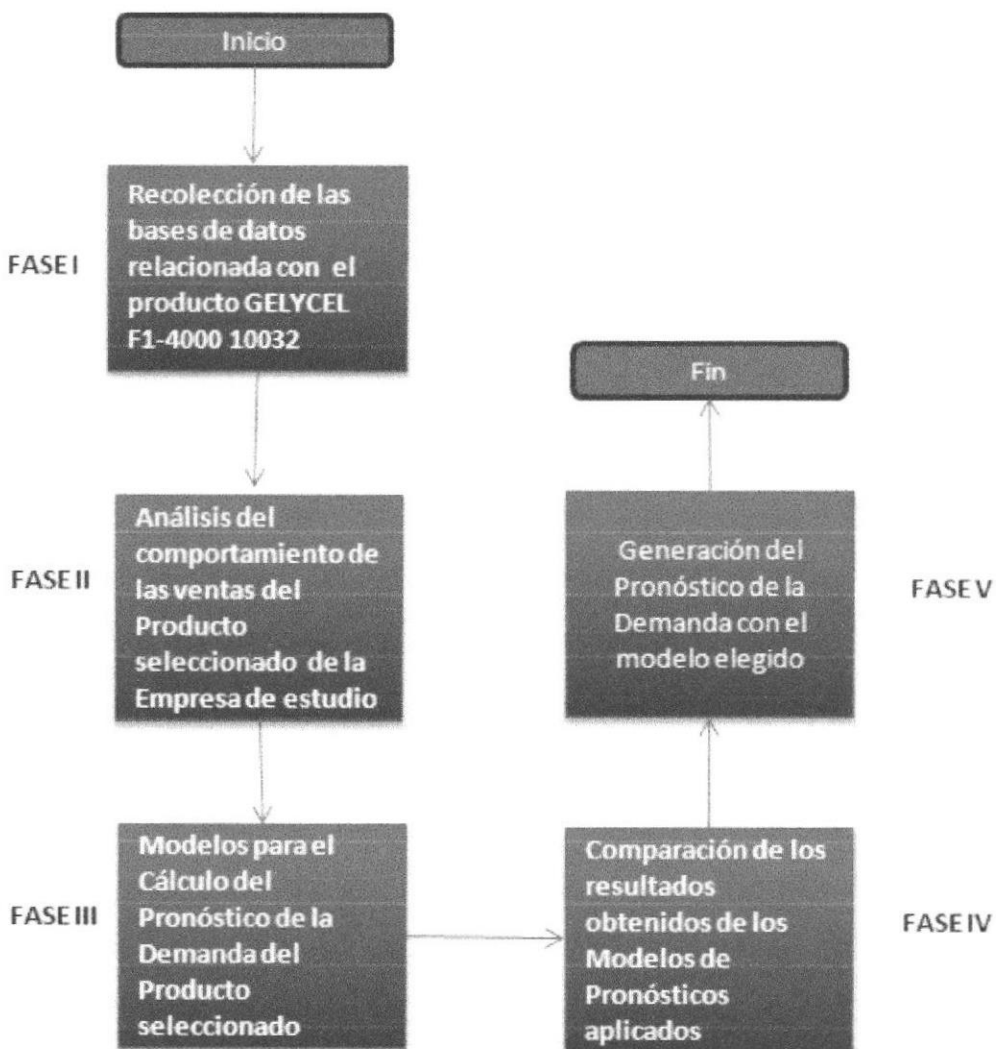 Inicio
FASE I
Recolección de las
bases de datos
relacionada con el
producto GELYCEL
F1-4000 10032
FASE II
Análisis del
comportamiento de
las ventas del
Producto
seleccionado de la
Empresa de estudio
FASE III
Modelos para el
Cálculo del
Pronóstico de la
Demanda del
Producto
seleccionado
Comparación de los
resultados
obtenidos de los
Modelos de
Pronósticos
aplicados
FASE IV
Generación del
Pronóstico de la
Demanda con el
modelo elegido
FASE V
Fin